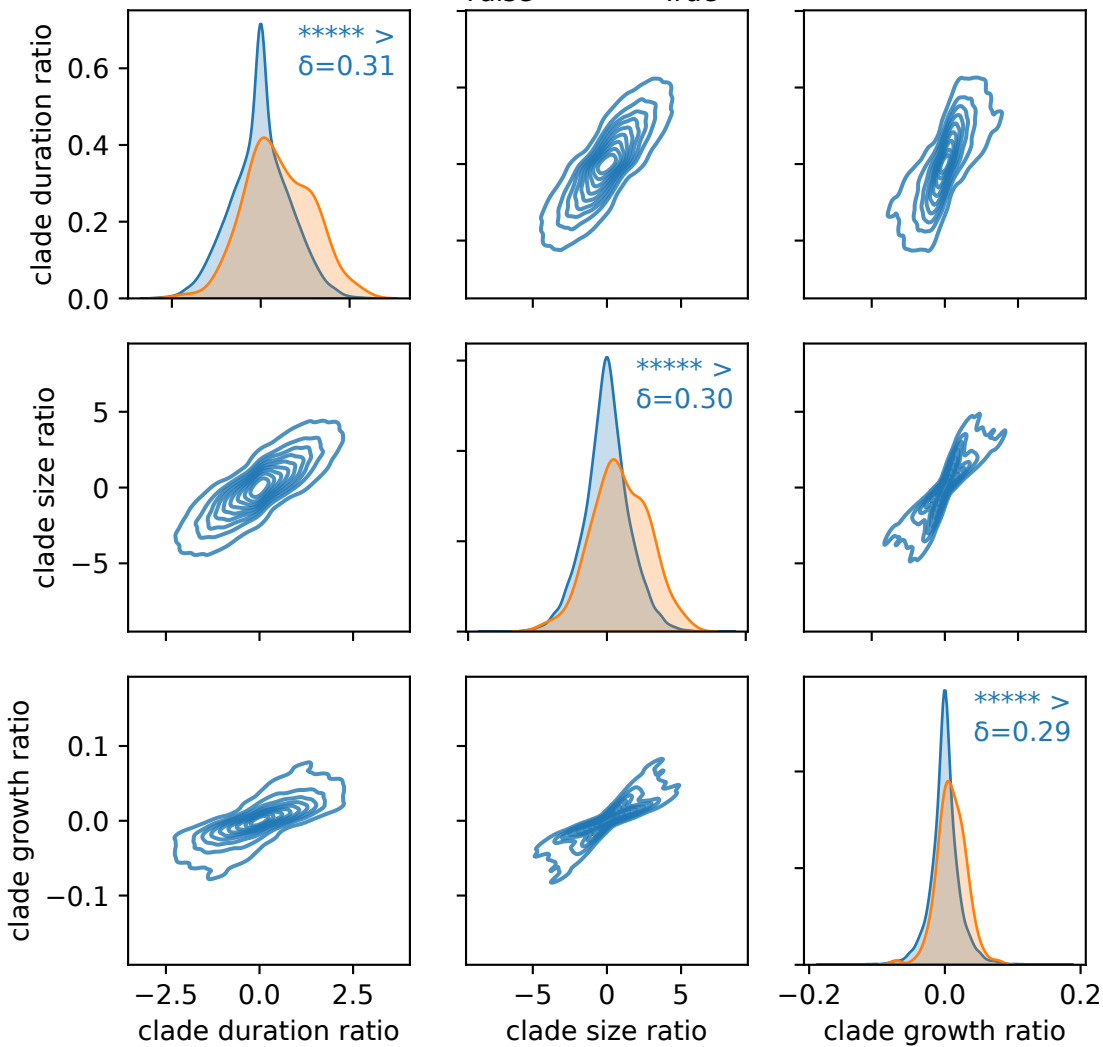 ***** >
δ=0.31
clade duration ratio
0.6
0.4
0.2
0.0
***** >
δ=0.30
clade size ratio
5
0
−5
***** >
δ=0.29
clade growth ratio
0.1
0.0
−0.1
−2.5 0.0 2.5
−5 0 5
−0.2 0.0 0.2
clade duration ratio
clade size ratio
clade growth ratio